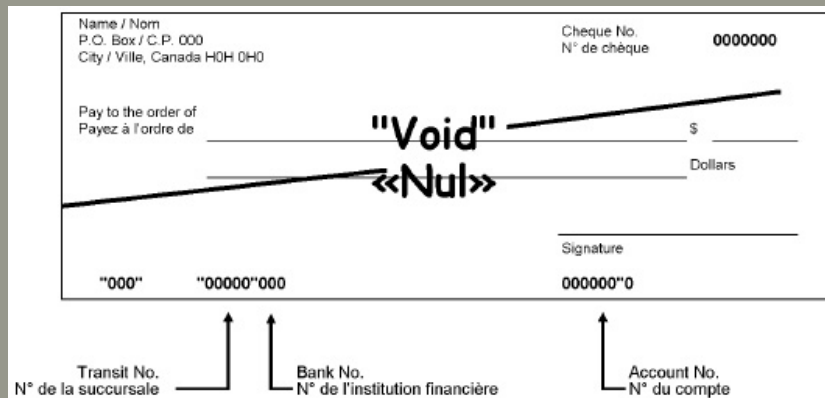 Name / Nom
P.O. Box / C.P. 000
City / Ville, Canada H0H 0H0
Cheque No.
N° de chèque
0000000
Pay to the order of
Payez à l'ordre de
"Void"
«Nul»
$
Dollars
Signature
"000" "00000"000 000000"0
Transit No.
N° de la succursale
Bank No.
N° de l'institution financière
Account No.
N° du compte